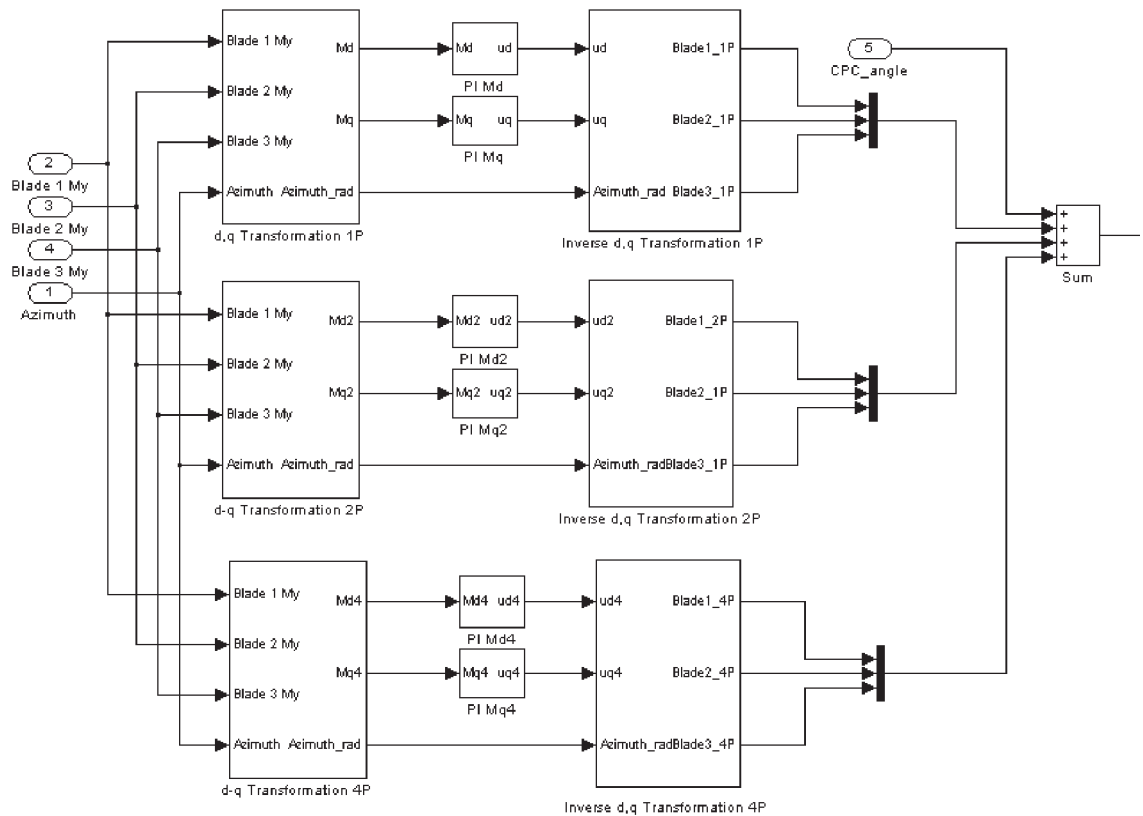 Blade 1 My
Md
Md
ud
PI Md
ud
Blade1_1P
5
CPC_angle
Blade 2 My
Mq
Mq
uq
PI Mq
uq
Blade2_1P
Blade 3 My
Azimuth
Azimuth_rad
Azimuth_rad
Blade3_1P
d,q Transformation 1P
Inverse d,q Transformation 1P
2
Blade 1 My
3
Blade 2 My
4
Blade 3 My
1
Azimuth
+
+
+
+
Sum
Blade 1 My
Md2
Md2
ud2
PI Md2
ud2
Blade1_2P
Blade 2 My
Mq2
Mq2
uq2
PI Mq2
uq2
Blade2_1P
Blade 3 My
Azimuth
Azimuth_rad
Azimuth_rad
Blade3_1P
d-q Transformation 2P
Inverse d,q Transformation 2P
Blade 1 My
Md4
Md4
ud4
PI Md4
ud4
Blade1_4P
Blade 2 My
Mq4
Mq4
uq4
PI Mq4
uq4
Blade2_4P
Blade 3 My
Azimuth
Azimuth_rad
Azimuth_rad
Blade3_4P
d-q Transformation 4P
Inverse d,q Transformation 4P